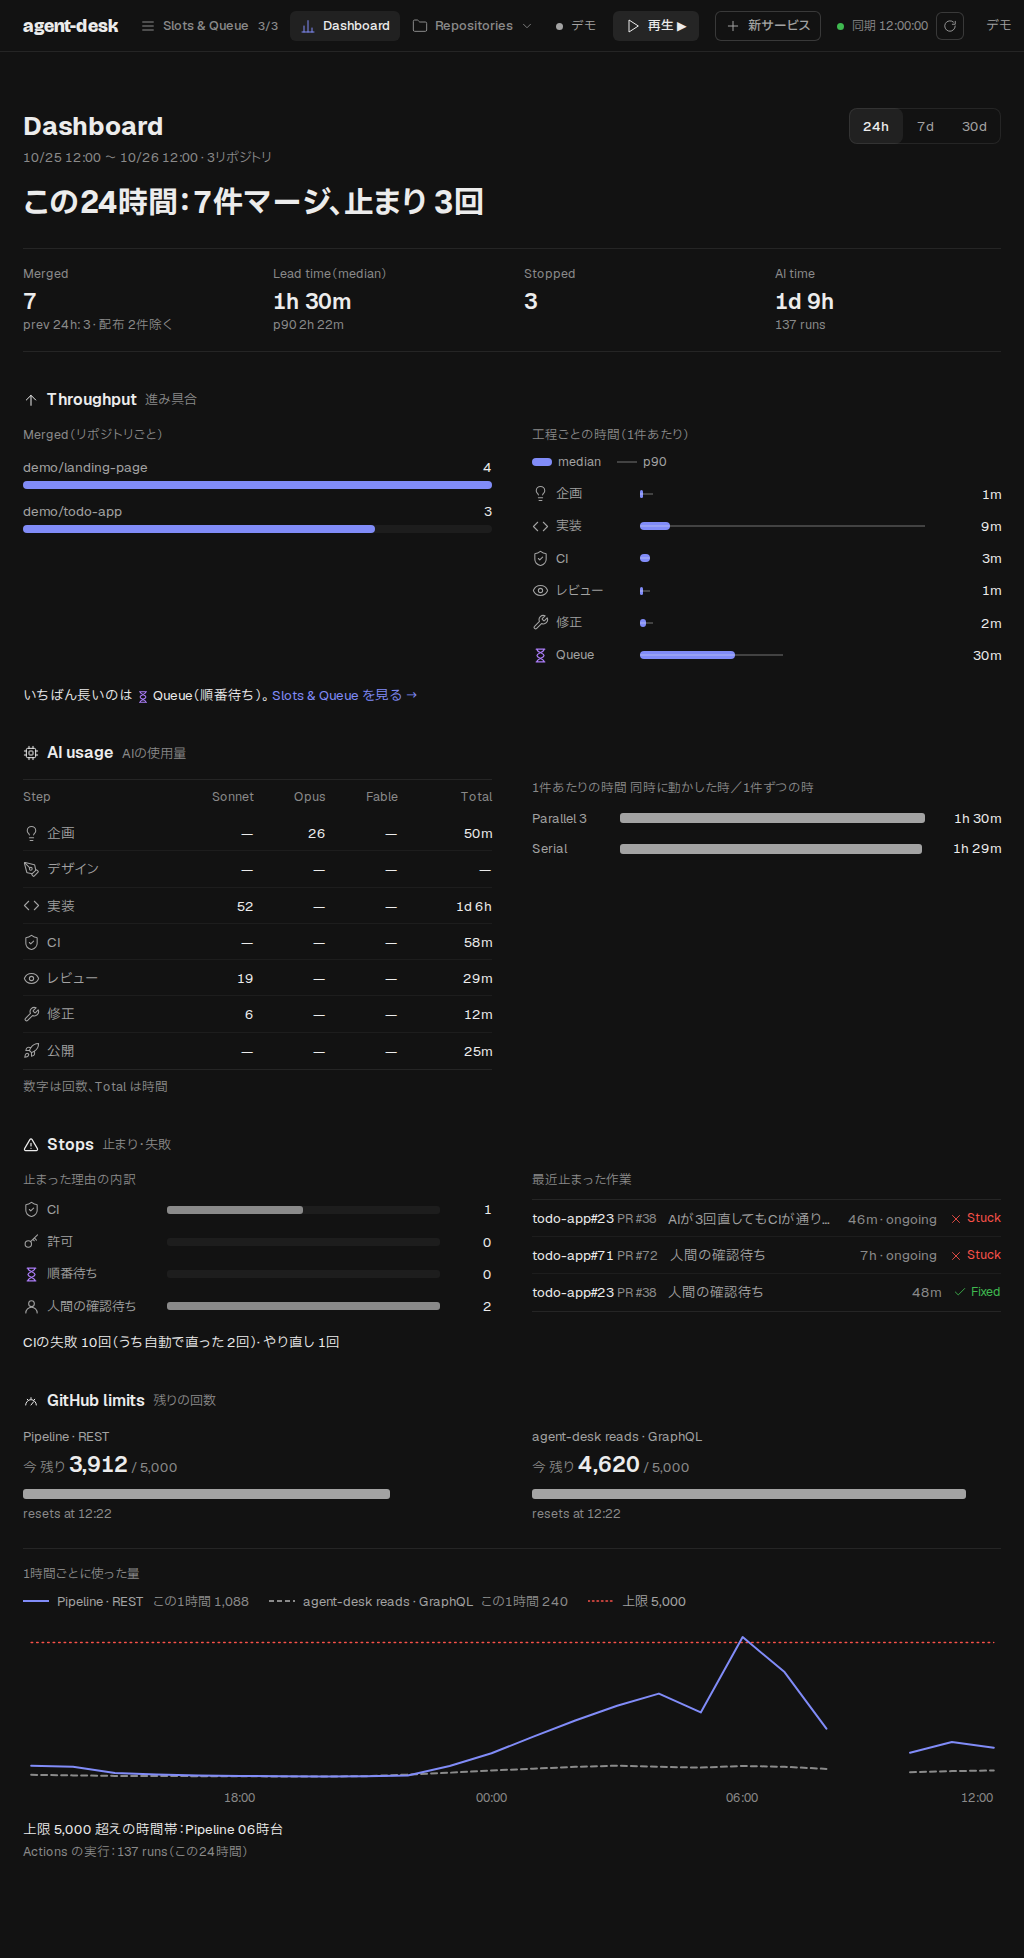 agent-desk Slots & Queue 3/3 Dashboard Repositories デモ 再生 ▶ 新サービス 同期 12:00:00 デモ
Dashboard
24h 7d 30d
10/25 12:00 〜 10/26 12:00 · 3リポジトリ
この24時間：7件マージ、止まり 3回
Merged Lead time（median） Stopped AI time
7 1h 30m 3 1d 9h
prev 24h: 3 · 配布 2件除く p90 2h 22m 137 runs
Throughput 進み具合
Merged（リポジトリごと）
demo/landing-page 4
demo/todo-app 3
工程ごとの時間（1件あたり）
median p90
企画 1m
実装 9m
CI 3m
レビュー 1m
修正 2m
Queue 30m
いちばん長いのは Queue（順番待ち）。Slots & Queue を見る →
AI usage AIの使用量
Step Sonnet Opus Fable Total
企画 — 26 — 50m
デザイン — — — —
実装 52 — — 1d 6h
CI — — — 58m
レビュー 19 — — 29m
修正 6 — — 12m
公開 — — — 25m
数字は回数、Total は時間
1件あたりの時間 同時に動かした時／1件ずつの時
Parallel 3 1h 30m
Serial 1h 29m
Stops 止まり·失敗
止まった理由の内訳
CI 1
許可 0
順番待ち 0
人間の確認待ち 2
CIの失敗 10回（うち自動で直った 2回）· やり直し 1回
最近止まった作業
todo-app#23 PR #38 AIが3回直してもCIが通り… 46m · ongoing Stuck
todo-app#71 PR #72 人間の確認待ち 7h · ongoing Stuck
todo-app#23 PR #38 人間の確認待ち 48m Fixed
GitHub limits 残りの回数
Pipeline · REST
今 残り 3,912 / 5,000
resets at 12:22
agent-desk reads · GraphQL
今 残り 4,620 / 5,000
resets at 12:22
1時間ごとに使った量
Pipeline · REST この1時間 1,088 agent-desk reads · GraphQL この1時間 240 上限 5,000
18:00 00:00 06:00 12:00
上限 5,000 超えの時間帯：Pipeline 06時台
Actions の実行：137 runs（この24時間）